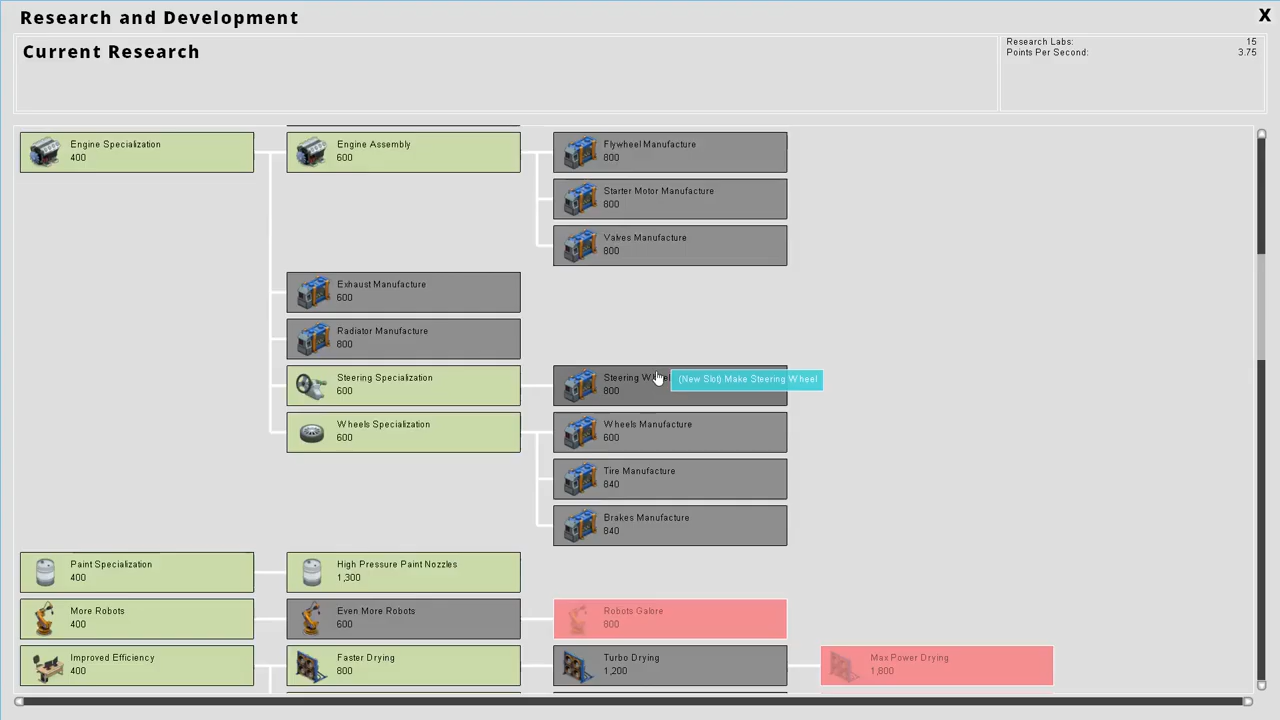 Research and Development
X
Current Research
Research Labs: 15
Points Per Second: 3.75
Engine Specialization
400
Engine Assembly
600
Flywheel Manufacture
800
Starter Motor Manufacture
800
Valves Manufacture
800
Exhaust Manufacture
600
Radiator Manufacture
800
Steering Specialization
600
Steering Wheel
800
(New Slot) Make Steering Wheel
Wheels Specialization
600
Wheels Manufacture
600
Tire Manufacture
840
Brakes Manufacture
840
Paint Specialization
400
High Pressure Paint Nozzles
1,300
More Robots
400
Even More Robots
600
Robots Galore
800
Improved Efficiency
400
Faster Drying
800
Turbo Drying
1,200
Max Power Drying
1,800